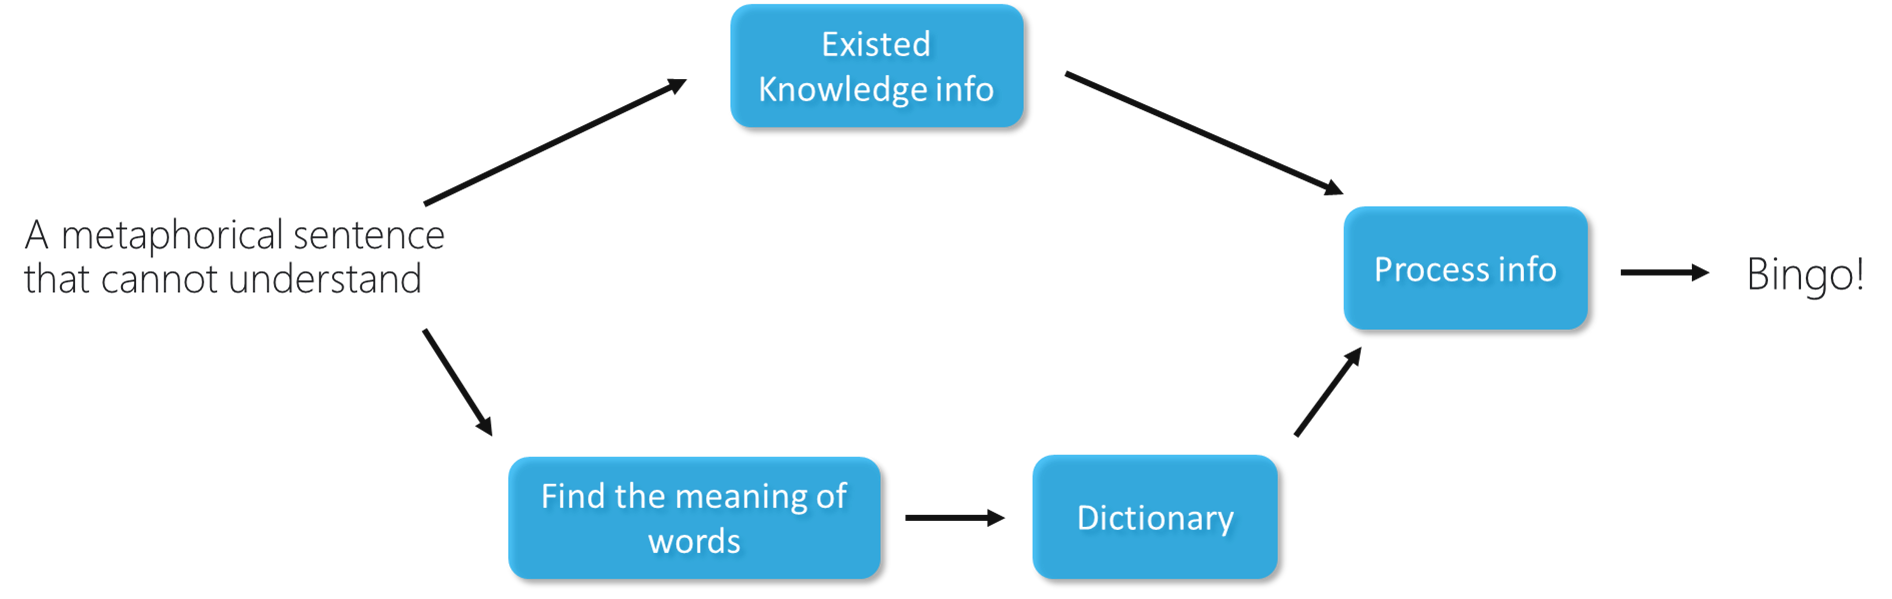 Existed
Knowledge info
A metaphorical sentence
that cannot understand
Process info
Bingo!
Find the meaning of
words
Dictionary